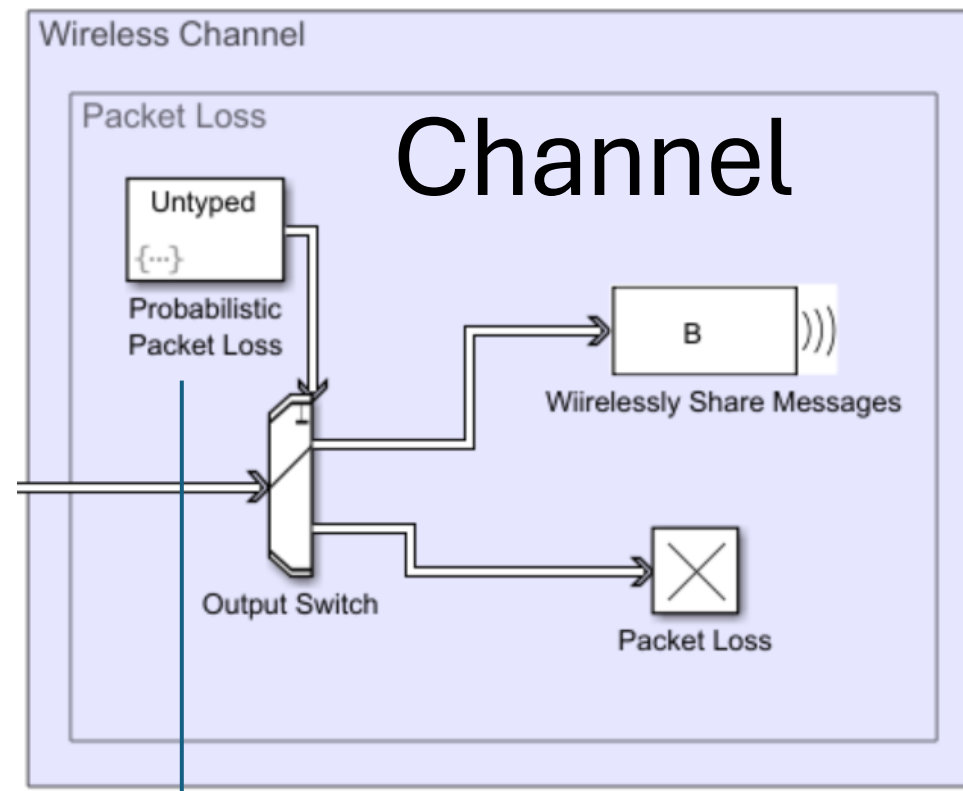 Wireless Channel
Packet Loss
Channel
Untyped
{...}
Probabilistic
Packet Loss
B
Wiirelessly Share Messages
Output Switch
Packet Loss